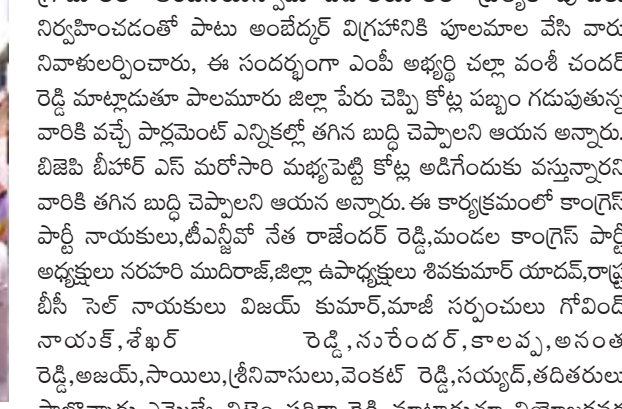 నిర్వహించడంతో పాటు అంబేద్కర్ విగ్రహానికి పూలమాల వేసి వారు
నివాళులర్పించారు, ఈ సందర్భంగా ఎంపీ అభ్యర్థి చల్లా వంశీ చందర్
రెడ్డి మాట్లాడుతూ పాలమూరు జిల్లా పేరు చెప్పి కోట్ల పబ్బం గడుపుతున్న
వారికి వచ్చే పార్లమెంట్ ఎన్నికల్లో తగిన బుద్ధి చెప్పాలని ఆయన అన్నారు.
బిజెపి బీహార్ ఎస్ మరోసారి మభ్యపెట్టి కోట్ల అడిగేందుకు వస్తున్నారని
వారికి తగిన బుద్ధి చెప్పాలని ఆయన అన్నారు.ఈ కార్యక్రమంలో కాంగ్రెస్
పార్టీ నాయకులు,టీఎన్జీవో నేత రాజేందర్ రెడ్డి,మండల కాంగ్రెస్ పార్టీ
అధ్యక్షులు నరహరి ముదిరాజ్,జిల్లా ఉపాధ్యక్షులు శివకుమార్ యాదవ్,రాష్ట్ర
బీసీ సెల్ నాయకులు విజయ్ కుమార్,మాజీ సర్పంచులు గోవింద్
నాయక్,శేఖర్ రెడ్డి,నురేందర్,కాలవ్ప,అనంత
రెడ్డి,అజయ్,సాయిలు,శ్రీనివాసులు,వెంకట్ రెడ్డి,సయ్యద్,తదితరులు